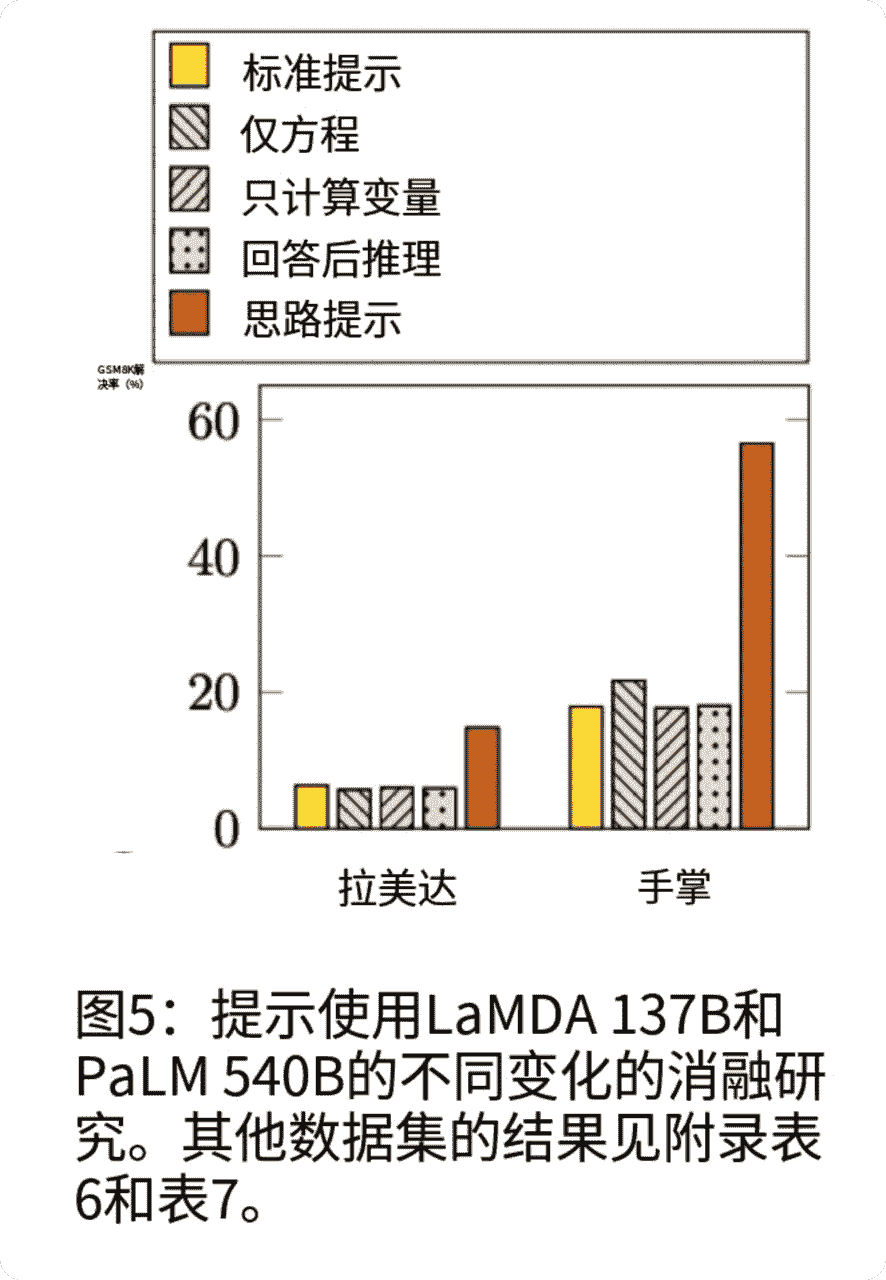 标准提示
仅方程
只计算变量
回答后推理
思路提示
GSM8K解
决率（%）
60
40
20
0
拉美达
手掌
图5：提示使用LaMDA 137B和
PaLM 540B的不同变化的消融研
究。其他数据集的结果见附录表
6和表7。